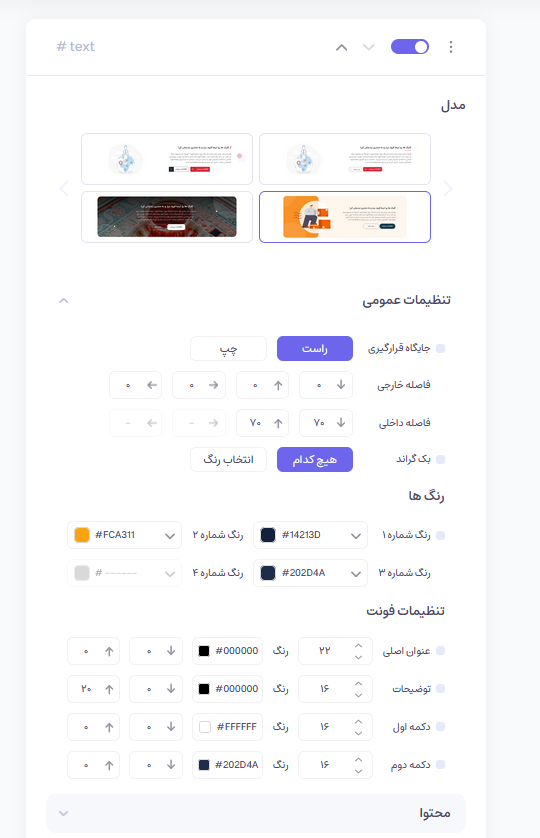 # text
مدل
تنظیمات عمومی
جایگاه قرارگیری راست چپ
فاصله خارجی ۰ ۰ ۰ ۰
فاصله داخلی ۷۰ ۷۰ - -
بک گراند هیچ کدام انتخاب رنگ
رنگ ها
رنگ شماره ۱ #14213D رنگ شماره ۲ #FCA311
رنگ شماره ۳ #202D4A رنگ شماره ۴ # ------
تنظیمات فونت
عنوان اصلی ۲۲ رنگ #000000 ۰ ۰
توضیحات ۱۶ رنگ #000000 ۰ ۲۰
دکمه اول ۱۶ رنگ #FFFFFF ۰ ۰
دکمه دوم ۱۶ رنگ #202D4A ۰ ۰
محتوا